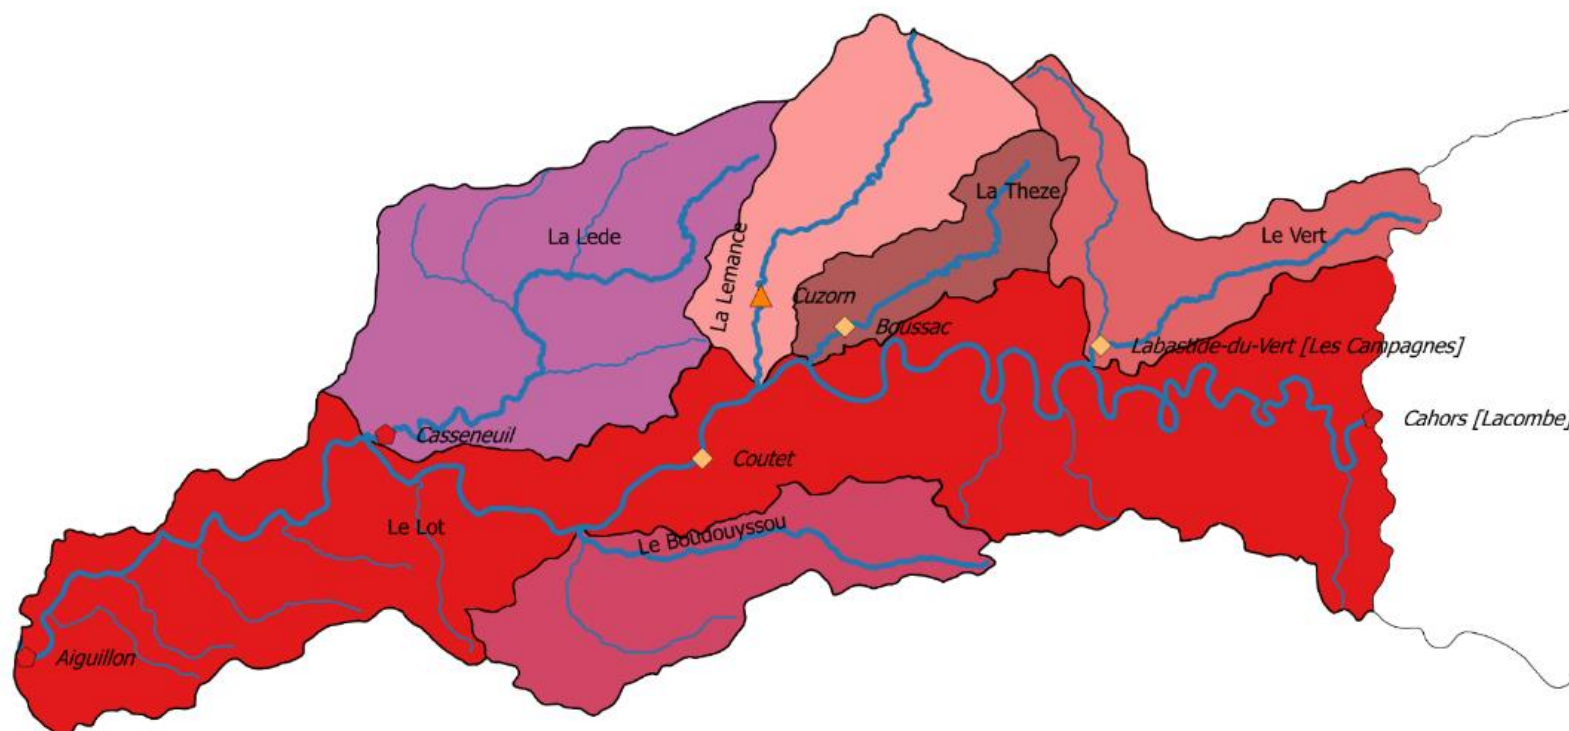 La Theze
La Lede
Le Vert
La Lemance
Cuzorn
Boussac
Labastide-du-Vert [Les Campagnes]
Cahors [Lacombe]
Casseneuil
Coutet
Le Lot
Le Boudouyssou
Aiguillon